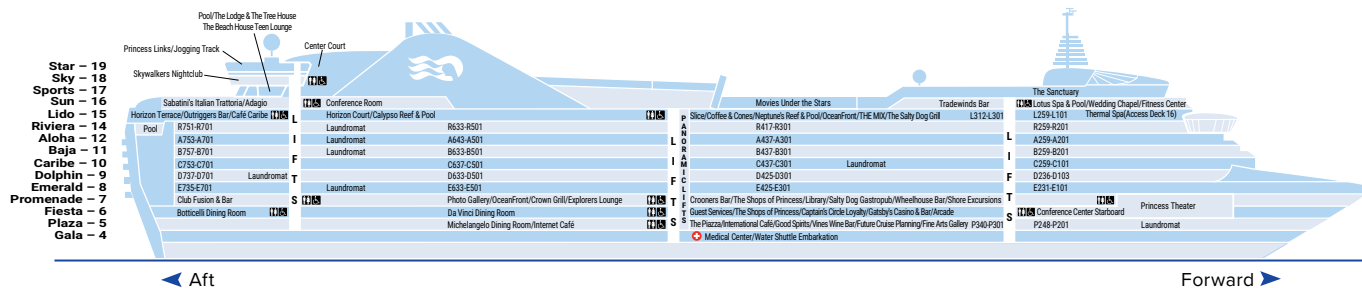 Pool/The Lodge & The Tree House
The Beach House Teen Lounge
Princess Links/Jogging Track
Center Court
Skywalkers Nightclub
Star – 19
Sky – 18
Sports – 17
The Sanctuary
Sun – 16
Sabatini's Italian Trattoria/Adagio
Conference Room
Movies Under the Stars
Tradewinds Bar
Lotus Spa & Pool/Wedding Chapel/Fitness Center
Lido – 15
Horizon Terrace/Outriggers Bar/Café Caribe
Horizon Court/Calypso Reef & Pool
Slice/Coffee & Cones/Neptune's Reef & Pool/OceanFront/THE MIX/The Salty Dog Grill
L312-L301
L259-L101
Thermal Spa(Access Deck 16)
Riviera – 14
Pool
R751-R701
Laundromat
R633-R501
R417-R301
R259-R201
Aloha – 12
A753-A701
Laundromat
A643-A501
A437-A301
A259-A201
Baja – 11
B757-B701
Laundromat
B633-B501
B437-B301
B259-B201
Caribe – 10
C753-C701
C637-C501
C437-C301
Laundromat
C259-C101
Dolphin – 9
D737-D701
Laundromat
D633-D501
D425-D301
D236-D103
Emerald – 8
E735-E701
Laundromat
E633-E501
E425-E301
E231-E101
Promenade – 7
Club Fusion & Bar
Photo Gallery/OceanFront/Crown Grill/Explorers Lounge
Crooners Bar/The Shops of Princess/Library/Salty Dog Gastropub/Wheelhouse Bar/Shore Excursions
Princess Theater
Fiesta – 6
Botticelli Dining Room
Da Vinci Dining Room
Guest Services/The Shops of Princess/Captain's Circle Loyalty/Gatsby's Casino & Bar/Arcade
Conference Center Starboard
Plaza – 5
Michelangelo Dining Room/Internet Café
The Piazza/International Café/Good Spirits/Vines Wine Bar/Future Cruise Planning/Fine Arts Gallery
P340-P301
P248-P201
Laundromat
Gala – 4
Medical Center/Water Shuttle Embarkation
LIFTS
LIFTS
PANORAMIC LIFTS
LIFTS
Aft
Forward